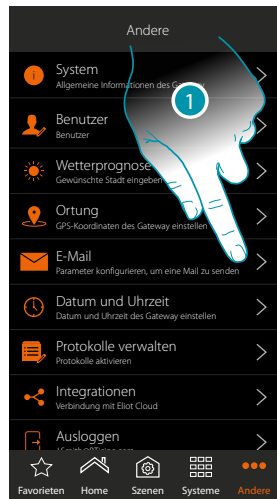 Andere
System
Allgemeine Informationen des Gateway
1
Benutzer
Benutzer
Wetterprognose
Gewünschte Stadt eingeben
Ortung
GPS-Koordinaten des Gateway einstellen
E-Mail
Parameter konfigurieren, um eine Mail zu senden
Datum und Uhrzeit
Datum und Uhrzeit des Gateway einstellen
Protokolle verwalten
Protokolle aktivieren
Integrationen
Verbindung mit Eliot Cloud
Ausloggen
Favoriten Home Szenen Systeme Andere